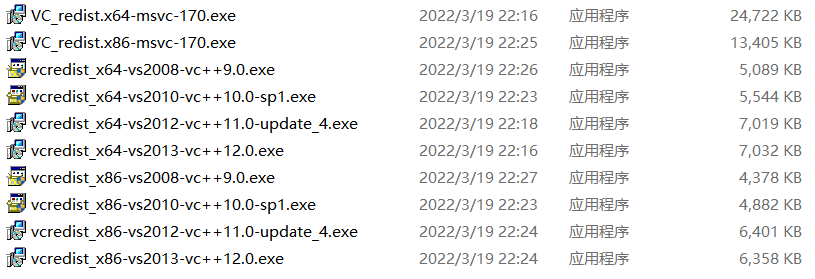 VC_redist.x64-msvc-170.exe 2022/3/19 22:16 应用程序 24,722 KB
VC_redist.x86-msvc-170.exe 2022/3/19 22:25 应用程序 13,405 KB
vcredist_x64-vs2008-vc++9.0.exe 2022/3/19 22:26 应用程序 5,089 KB
vcredist_x64-vs2010-vc++10.0-sp1.exe 2022/3/19 22:23 应用程序 5,544 KB
vcredist_x64-vs2012-vc++11.0-update_4.exe 2022/3/19 22:18 应用程序 7,019 KB
vcredist_x64-vs2013-vc++12.0.exe 2022/3/19 22:16 应用程序 7,032 KB
vcredist_x86-vs2008-vc++9.0.exe 2022/3/19 22:27 应用程序 4,378 KB
vcredist_x86-vs2010-vc++10.0-sp1.exe 2022/3/19 22:23 应用程序 4,882 KB
vcredist_x86-vs2012-vc++11.0-update_4.exe 2022/3/19 22:24 应用程序 6,401 KB
vcredist_x86-vs2013-vc++12.0.exe 2022/3/19 22:24 应用程序 6,358 KB